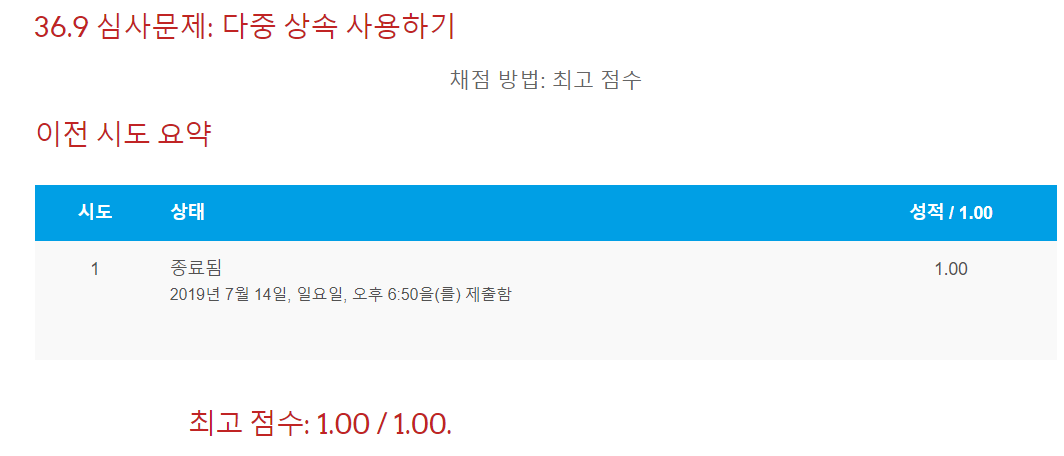 36.9 심사문제: 다중 상속 사용하기
채점 방법: 최고 점수
이전 시도 요약
시도 상태 성적 / 1.00
1 종료됨 1.00
2019년 7월 14일, 일요일, 오후 6:50을(를) 제출함
최고 점수: 1.00 / 1.00.